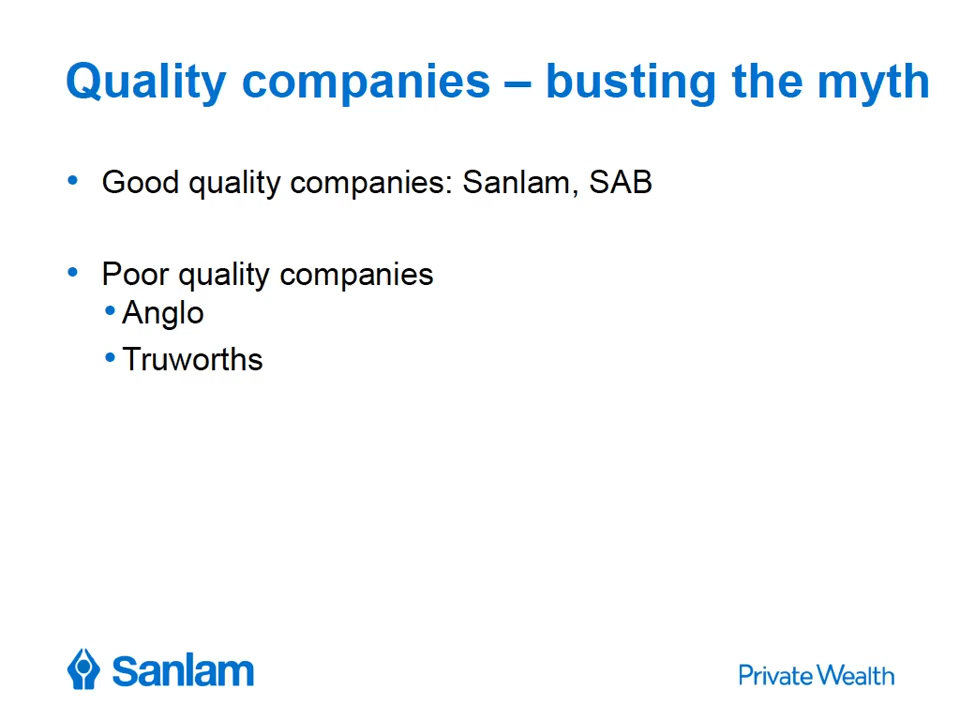 Quality companies – busting the myth
• Good quality companies: Sanlam, SAB
• Poor quality companies
• Anglo
• Truworths
Sanlam
Private Wealth